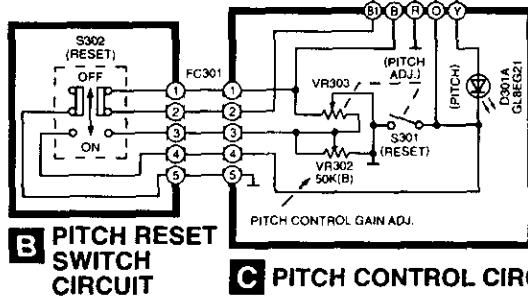 B1 B R O Y
S302
(RESET)
OFF
ON
FC301
1 1
2 2
3 3
4 4
5 5
VR303
(PITCH
ADJ.)
S301
(RESET)
VR302
50K(B)
(PITCH)
D301A
GL8EG21
PITCH CONTROL GAIN ADJ.
B PITCH RESET
SWITCH
CIRCUIT
C PITCH CONTROL CIR